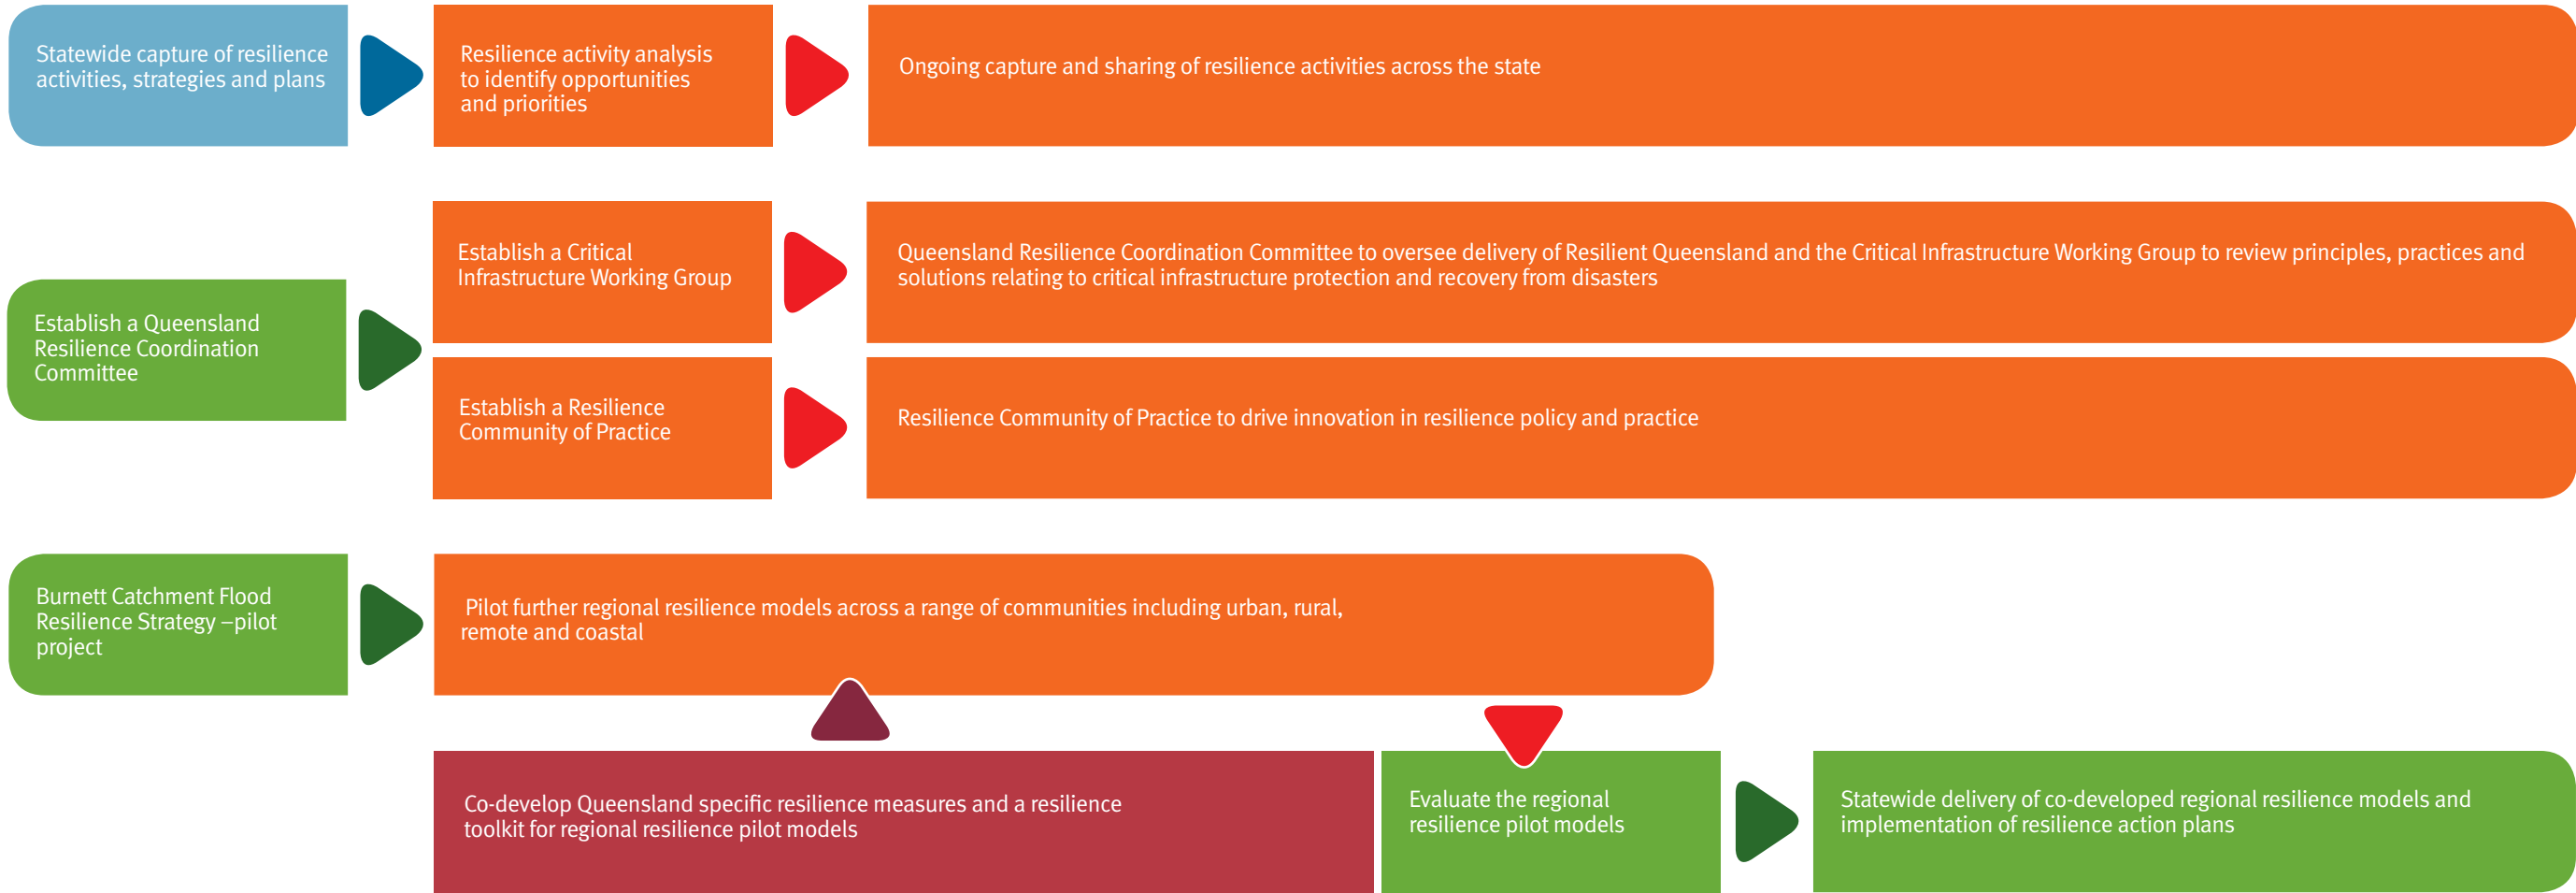 Statewide capture of resilience
activities, strategies and plans
Resilience activity analysis
to identify opportunities
and priorities
Ongoing capture and sharing of resilience activities across the state
Establish a Queensland
Resilience Coordination
Committee
Establish a Critical
Infrastructure Working Group
Queensland Resilience Coordination Committee to oversee delivery of Resilient Queensland and the Critical Infrastructure Working Group to review principles, practices and
solutions relating to critical infrastructure protection and recovery from disasters
Establish a Resilience
Community of Practice
Resilience Community of Practice to drive innovation in resilience policy and practice
Burnett Catchment Flood
Resilience Strategy –pilot
project
Pilot further regional resilience models across a range of communities including urban, rural,
remote and coastal
Co-develop Queensland specific resilience measures and a resilience
toolkit for regional resilience pilot models
Evaluate the regional
resilience pilot models
Statewide delivery of co-developed regional resilience models and
implementation of resilience action plans